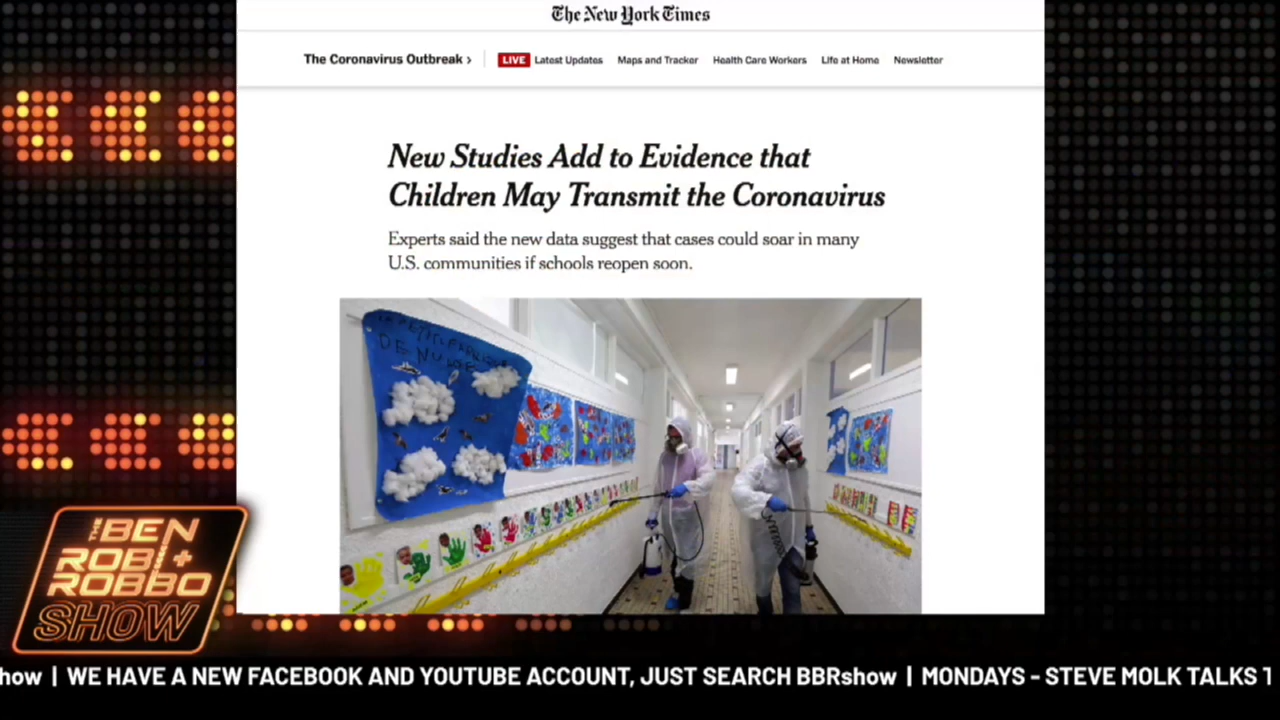 The New York Times
The Coronavirus Outbreak ›
LIVE Latest Updates Maps and Tracker Health Care Workers Life at Home Newsletter
New Studies Add to Evidence that
Children May Transmit the Coronavirus
Experts said the new data suggest that cases could soar in many
U.S. communities if schools reopen soon.
DE NU
THE BEN
ROB +
ROBBO
SHOW
how | WE HAVE A NEW FACEBOOK AND YOUTUBE ACCOUNT, JUST SEARCH BBRshow | MONDAYS - STEVE MOLK TALKS T